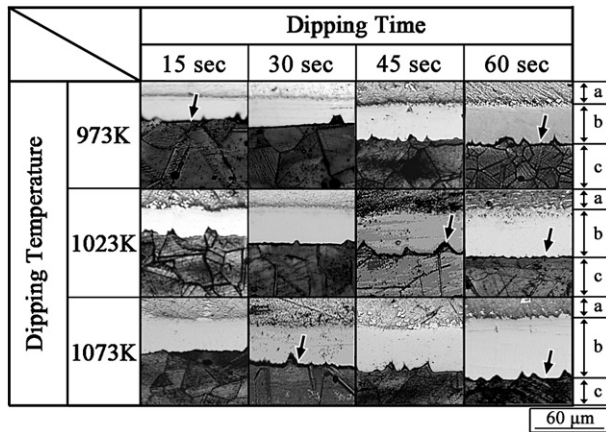 Dipping Time
15 sec 30 sec 45 sec 60 sec
Dipping Temperature
973K
a
b
c
1023K
a
b
c
1073K
a
b
c
60 μm